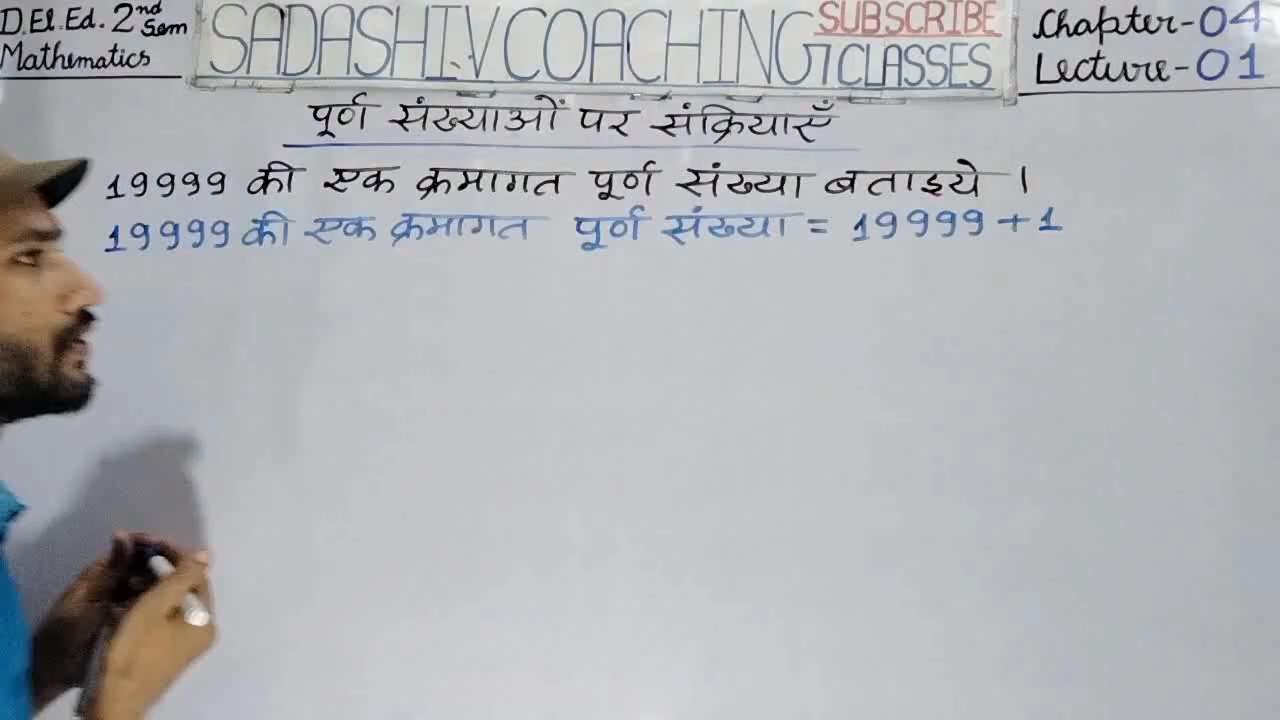 D.El.Ed. 2nd Sem
Mathematics
SADASHIV COACHING CLASSES
SUBSCRIBE
Chapter-04
Lecture-01
पूर्ण संख्याओं पर संक्रियाएँ
19999 की एक क्रमागत पूर्ण संख्या बताइये ।
19999 की एक क्रमागत पूर्ण संख्या = 19999 + 1